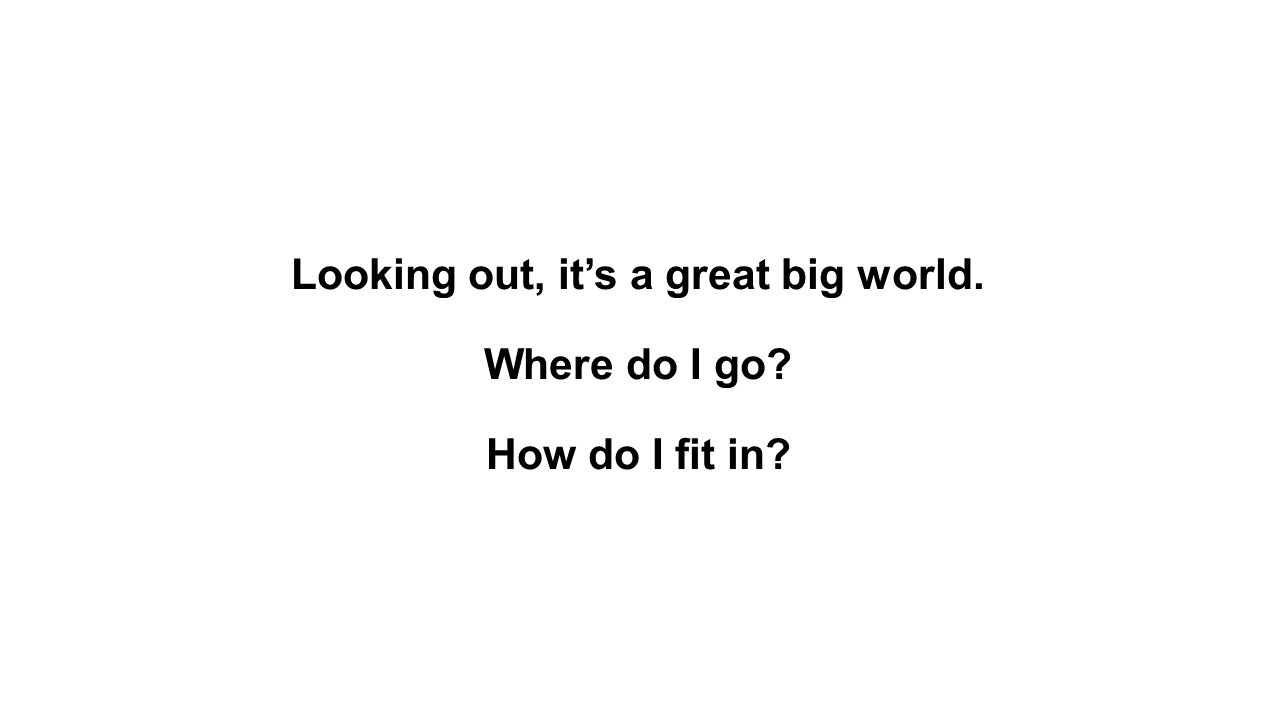 Looking out, it’s a great big world.
Where do I go?
How do I fit in?